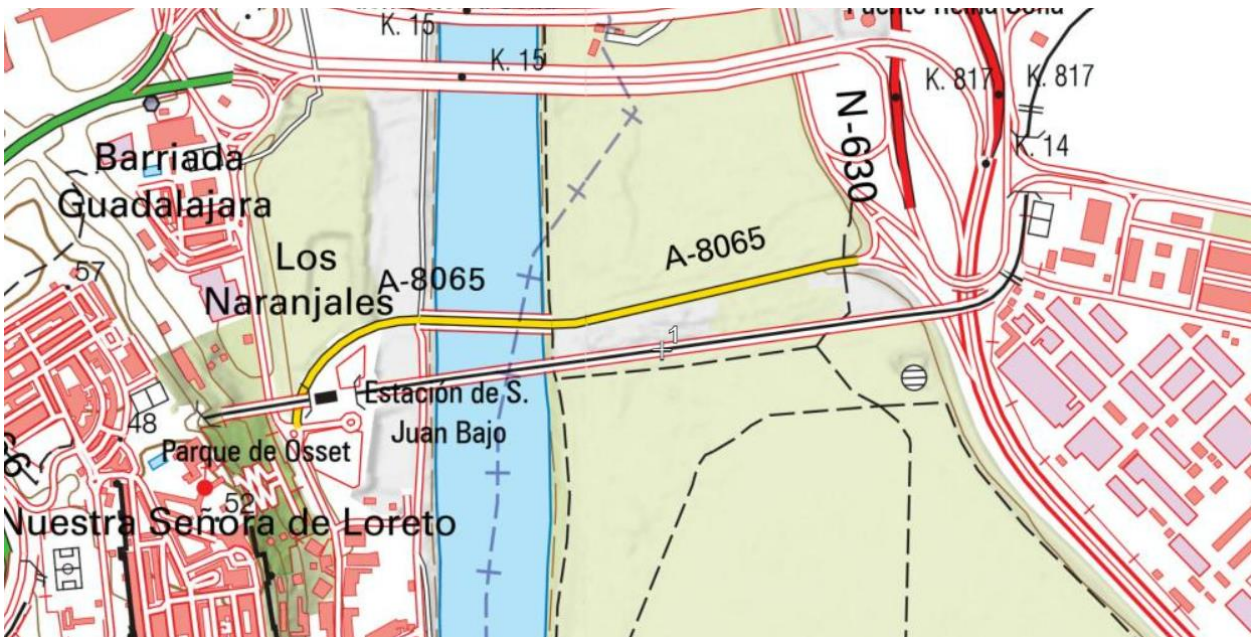 K. 15
K. 15
K. 817
K. 817
N-630
K. 14
Barriada
Guadalajara
Los
Naranjales
57
A-8065
A-8065
1
Estación de S.
Juan Bajo
48
Parque de Osset
52
Nuestra Señora de Loreto